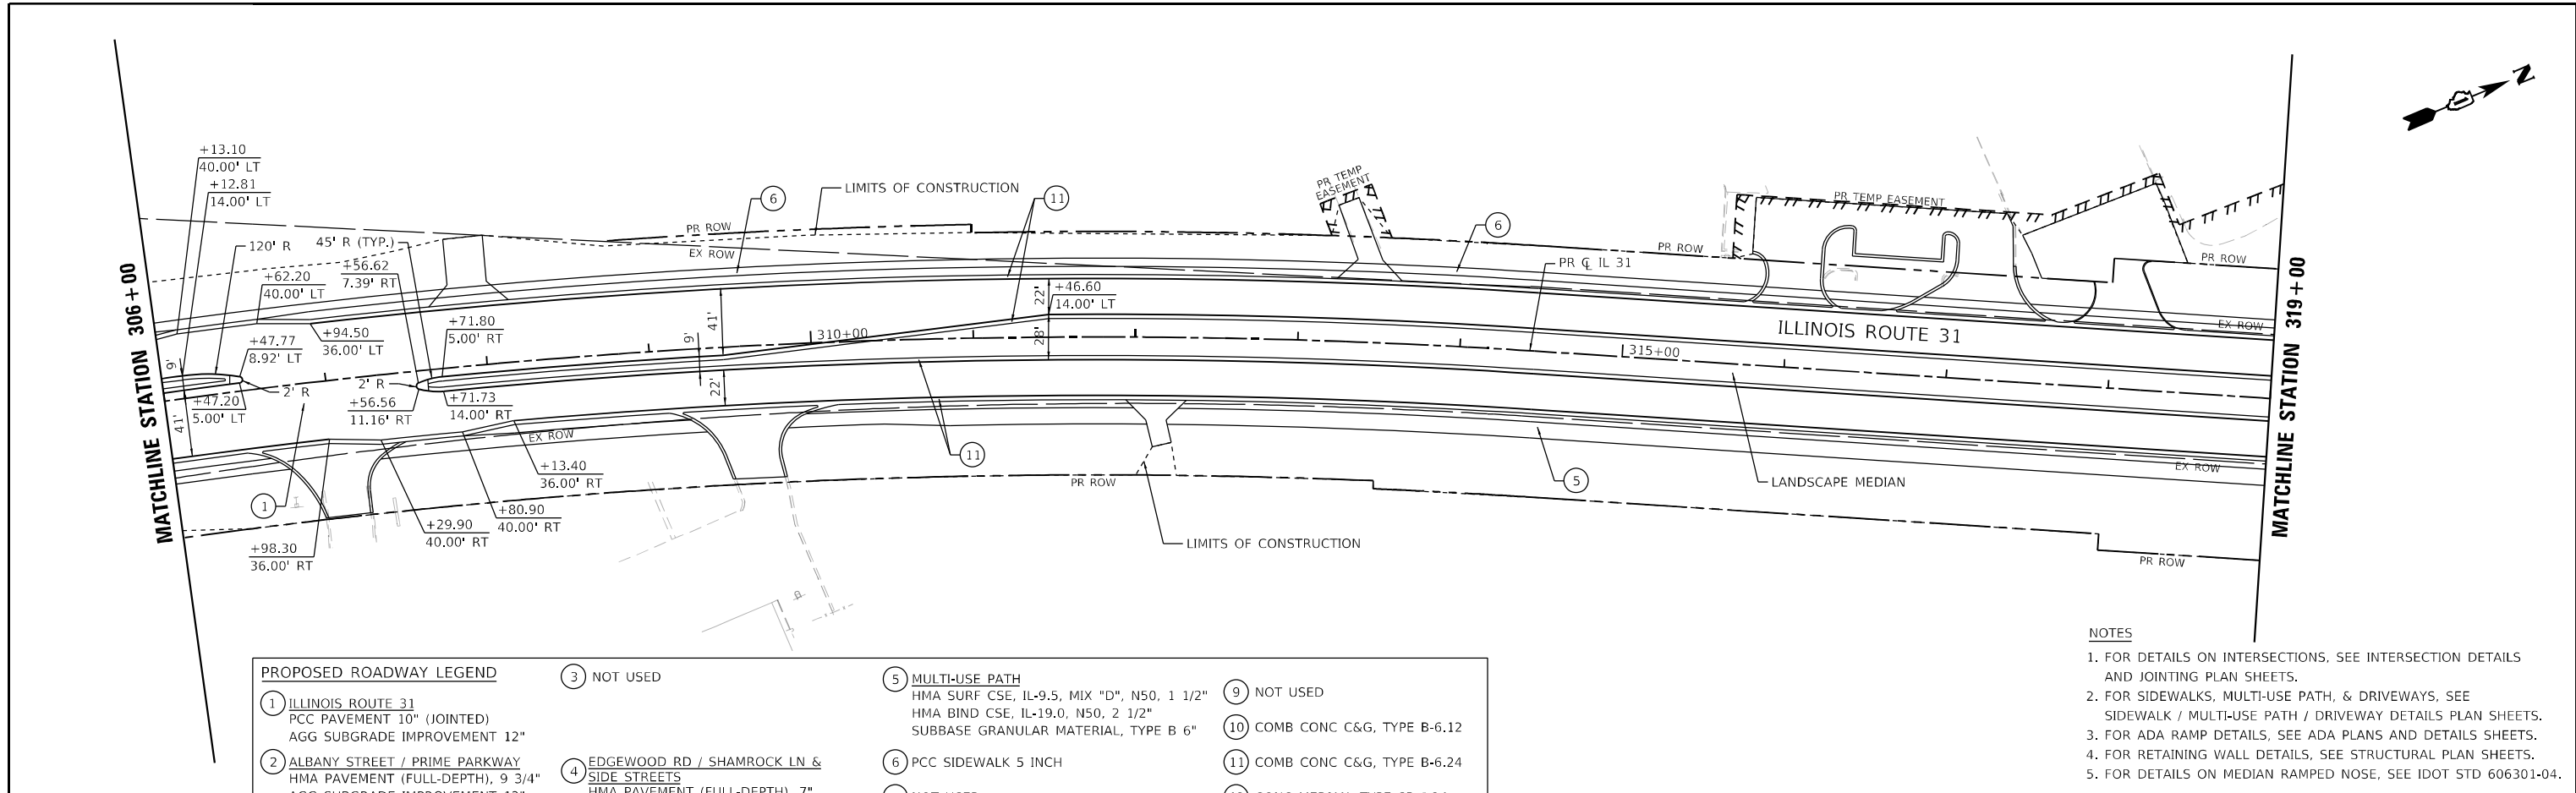 N
+13.10
40.00' LT
+12.81
14.00' LT
120' R
45' R (TYP.)
+62.20
40.00' LT
+56.62
7.39' RT
+47.77
8.92' LT
+94.50
36.00' LT
+71.80
5.00' RT
2' R
2' R
+47.20
5.00' LT
+56.56
11.16' RT
+71.73
14.00' RT
9'
41'
41'
9'
22'
22'
28'
+46.60
14.00' LT
+13.40
36.00' RT
+80.90
40.00' RT
+29.90
40.00' RT
+98.30
36.00' RT
MATCHLINE STATION 306+00
MATCHLINE STATION 319+00
6
LIMITS OF CONSTRUCTION
11
PR ROW
EX ROW
PR TEMP
EASEMENT
6
PR ROW
PR ℄ IL 31
PR TEMP EASEMENT
PR ROW
EX ROW
310+00
315+00
ILLINOIS ROUTE 31
EX ROW
11
1
PR ROW
5
LANDSCAPE MEDIAN
EX ROW
LIMITS OF CONSTRUCTION
PR ROW
PROPOSED ROADWAY LEGEND
1 ILLINOIS ROUTE 31
PCC PAVEMENT 10" (JOINTED)
AGG SUBGRADE IMPROVEMENT 12"
2 ALBANY STREET / PRIME PARKWAY
HMA PAVEMENT (FULL-DEPTH), 9 3/4"
AGG SUBGRADE IMPROVEMENT 12"
3 NOT USED
4 EDGEWOOD RD / SHAMROCK LN &
SIDE STREETS
HMA PAVEMENT (FULL-DEPTH), 7"
5 MULTI-USE PATH
HMA SURF CSE, IL-9.5, MIX "D", N50, 1 1/2"
HMA BIND CSE, IL-19.0, N50, 2 1/2"
SUBBASE GRANULAR MATERIAL, TYPE B 6"
6 PCC SIDEWALK 5 INCH
NOT USED
9 NOT USED
10 COMB CONC C&G, TYPE B-6.12
11 COMB CONC C&G, TYPE B-6.24
NOTES
1. FOR DETAILS ON INTERSECTIONS, SEE INTERSECTION DETAILS
AND JOINTING PLAN SHEETS.
2. FOR SIDEWALKS, MULTI-USE PATH, & DRIVEWAYS, SEE
SIDEWALK / MULTI-USE PATH / DRIVEWAY DETAILS PLAN SHEETS.
3. FOR ADA RAMP DETAILS, SEE ADA PLANS AND DETAILS SHEETS.
4. FOR RETAINING WALL DETAILS, SEE STRUCTURAL PLAN SHEETS.
5. FOR DETAILS ON MEDIAN RAMPED NOSE, SEE IDOT STD 606301-04.